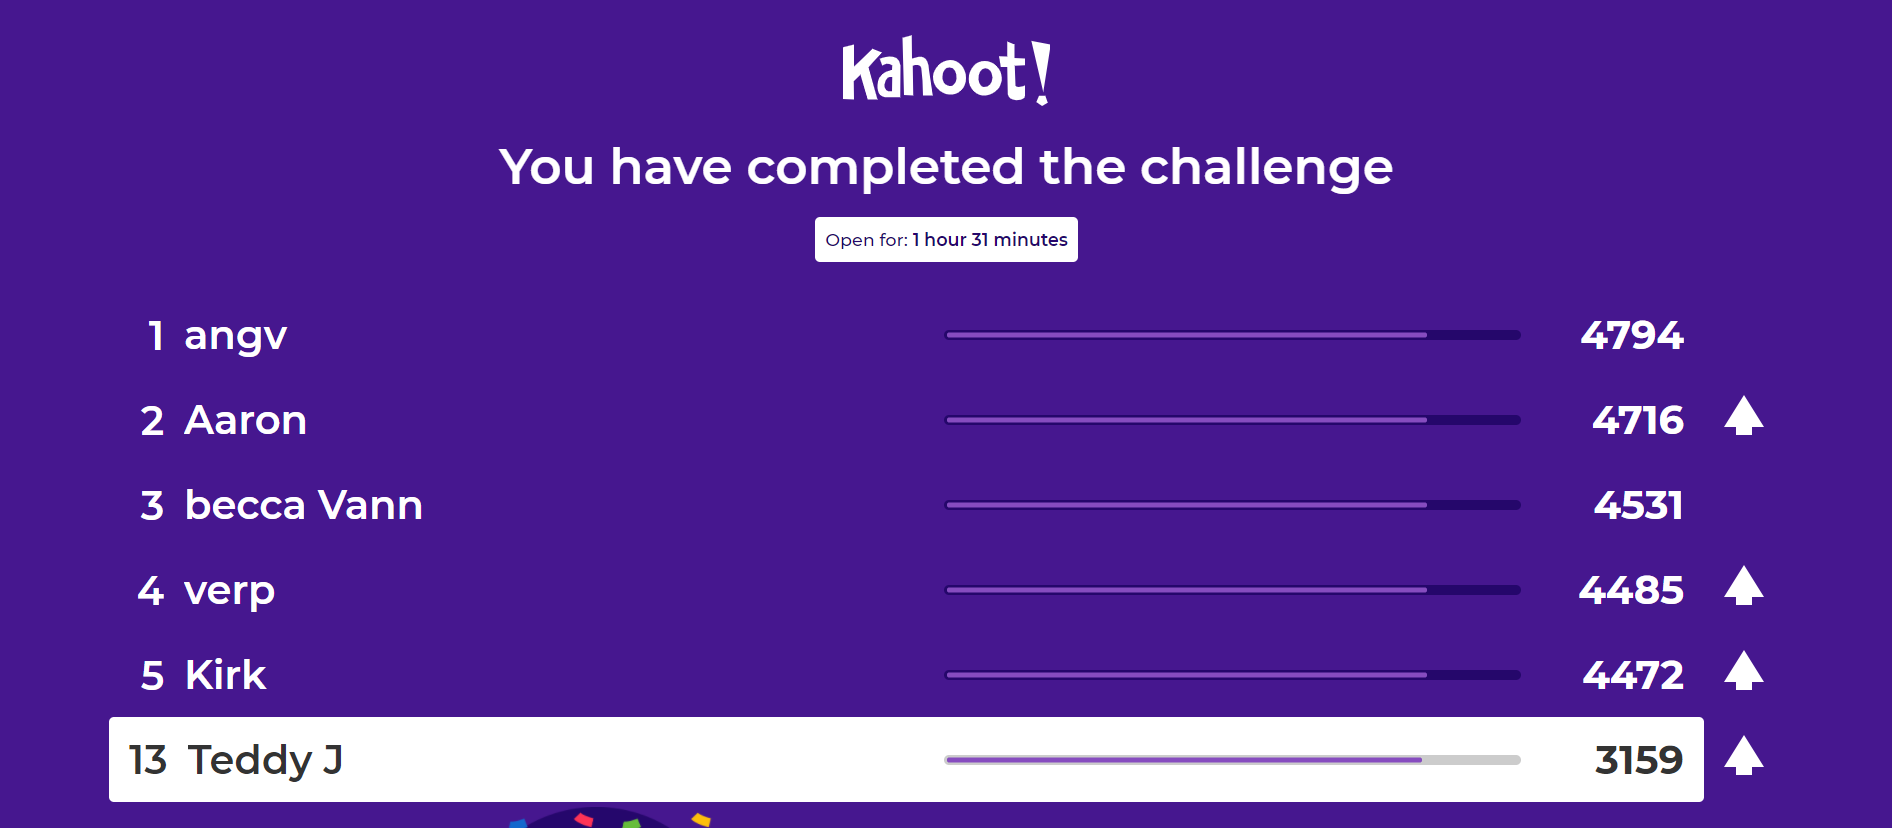 Kahoot!
You have completed the challenge
Open for: 1 hour 31 minutes
1 angv 4794
2 Aaron 4716
3 becca Vann 4531
4 verp 4485
5 Kirk 4472
13 Teddy J 3159